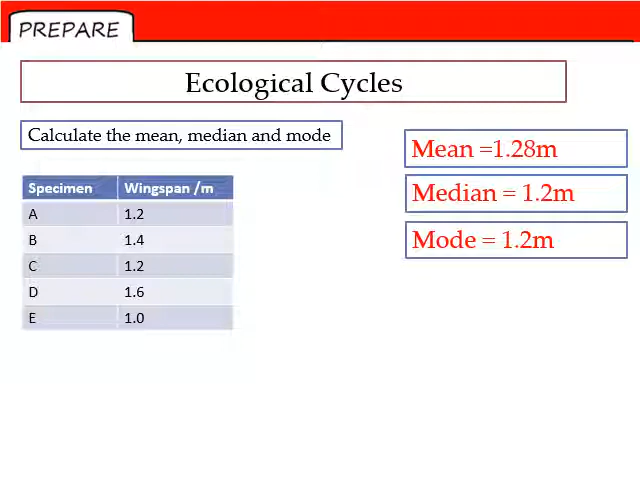 PREPARE
Ecological Cycles
Calculate the mean, median and mode
Mean =1.28m
Median = 1.2m
Mode = 1.2m
Specimen Wingspan /m
A 1.2
B 1.4
C 1.2
D 1.6
E 1.0